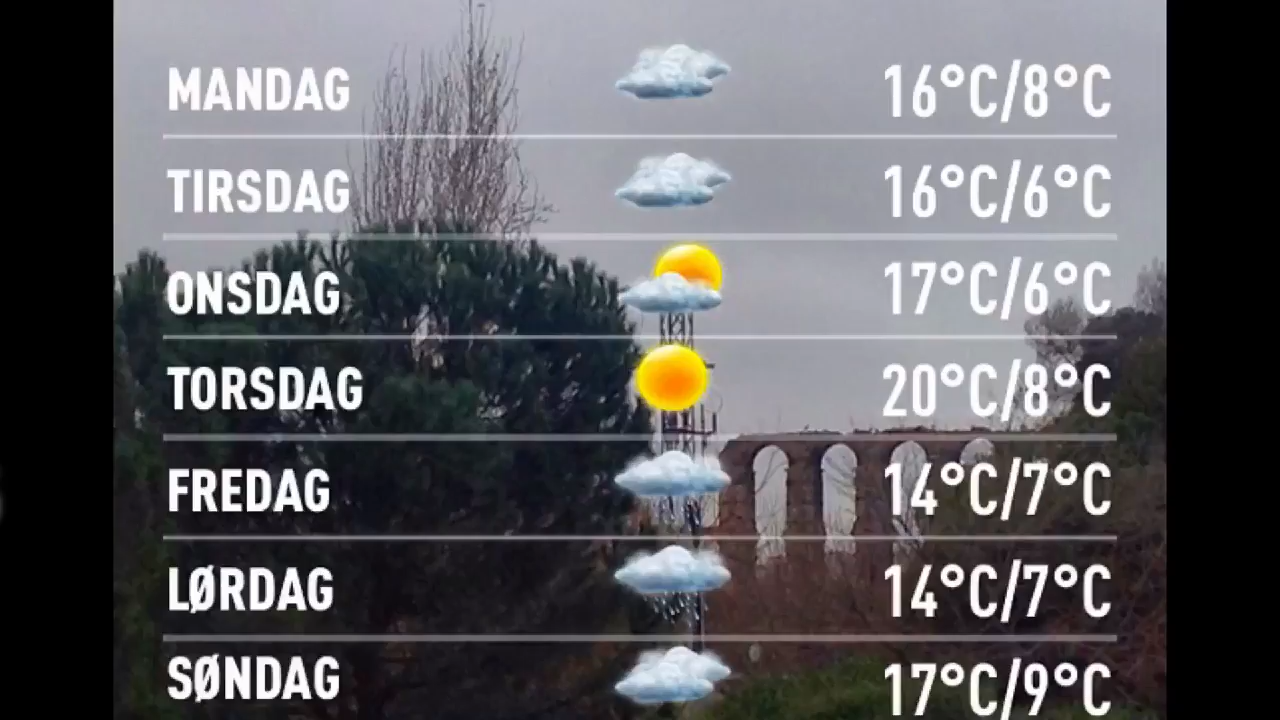 MANDAG 16°C/8°C
TIRSDAG 16°C/6°C
ONSDAG 17°C/6°C
TORSDAG 20°C/8°C
FREDAG 14°C/7°C
LØRDAG 14°C/7°C
SØNDAG 17°C/9°C